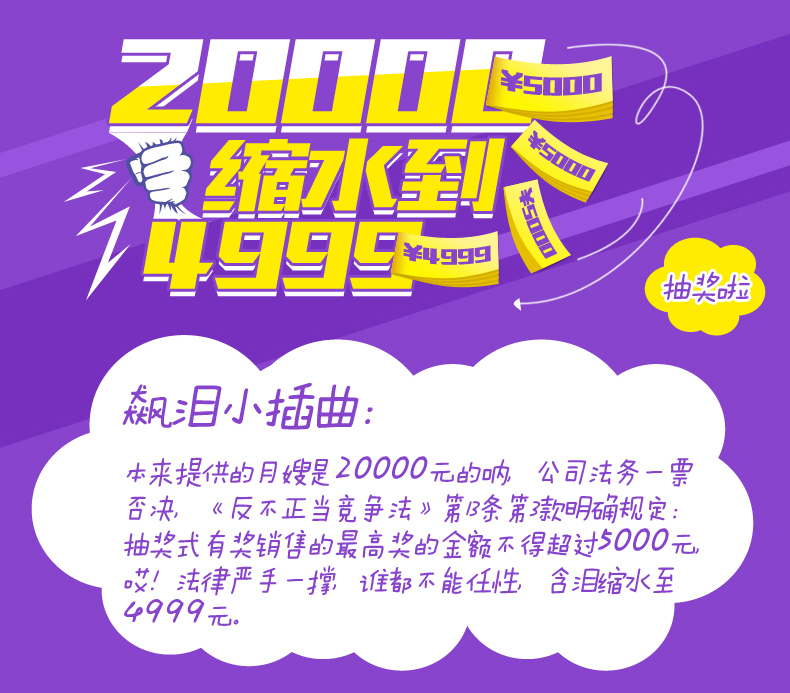 20000
¥5000
缩水到
¥5000
¥5000
4999
¥4999
抽奖啦
飙泪小插曲：
本来提供的月嫂是20000元的呐，公司法务一票
否决，《反不正当竞争法》第13条第3款明确规定：
抽奖式有奖销售的最高奖的金额不得超过5000元，
哎！法律严手一撑，谁都不能任性，含泪缩水至
4999元。